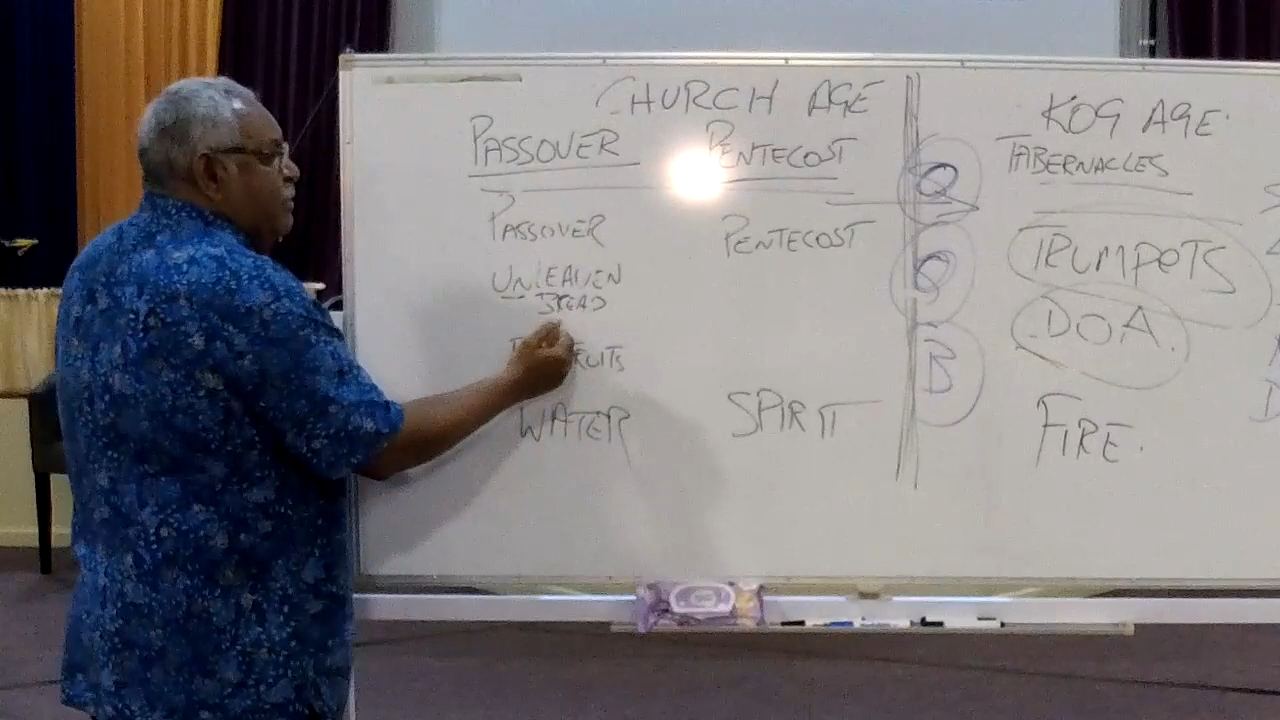 CHURCH AGE
KOG AGE.
PASSOVER PENTECOST
TABERNACLES
PASSOVER PENTECOST
TRUMPETS
UNLEAVEN
BREAD
DOA.
B
WATER SPIRIT FIRE.